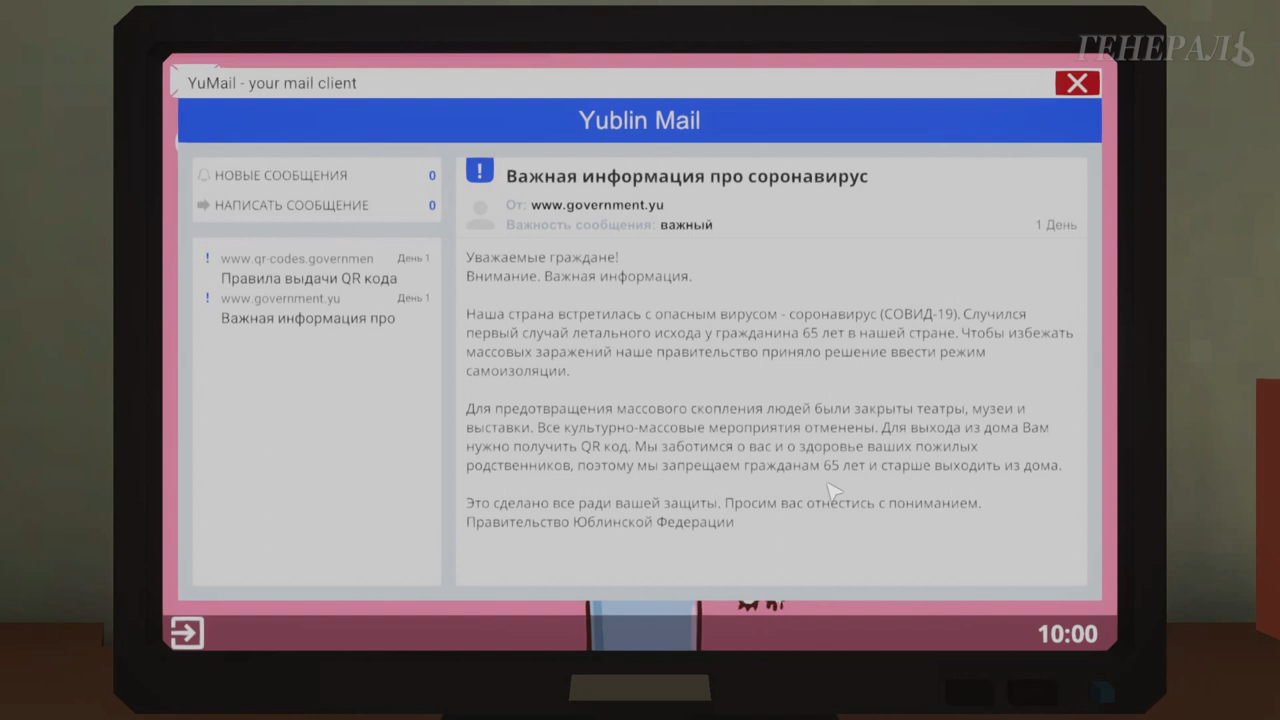 ГЕНЕРАЛЬ
YuMail - your mail client
Yublin Mail
НОВЫЕ СООБЩЕНИЯ 0
НАПИСАТЬ СООБЩЕНИЕ 0
! www.qr-codes.governmen День 1
Правила выдачи QR кода
! www.government.yu День 1
Важная информация про
! Важная информация про соронавирус
От: www.government.yu
Важность сообщения: важный 1 День
Уважаемые граждане!
Внимание. Важная информация.
Наша страна встретилась с опасным вирусом - соронавирус (СОВИД-19). Случился
первый случай летального исхода у гражданина 65 лет в нашей стране. Чтобы избежать
массовых заражений наше правительство приняло решение ввести режим
самоизоляции.
Для предотвращения массового скопления людей были закрыты театры, музеи и
выставки. Все культурно-массовые мероприятия отменены. Для выхода из дома Вам
нужно получить QR код. Мы заботимся о вас и о здоровье ваших пожилых
родственников, поэтому мы запрещаем гражданам 65 лет и старше выходить из дома.
Это сделано все ради вашей защиты. Просим вас отнестись с пониманием.
Правительство Юблинской Федерации
10:00